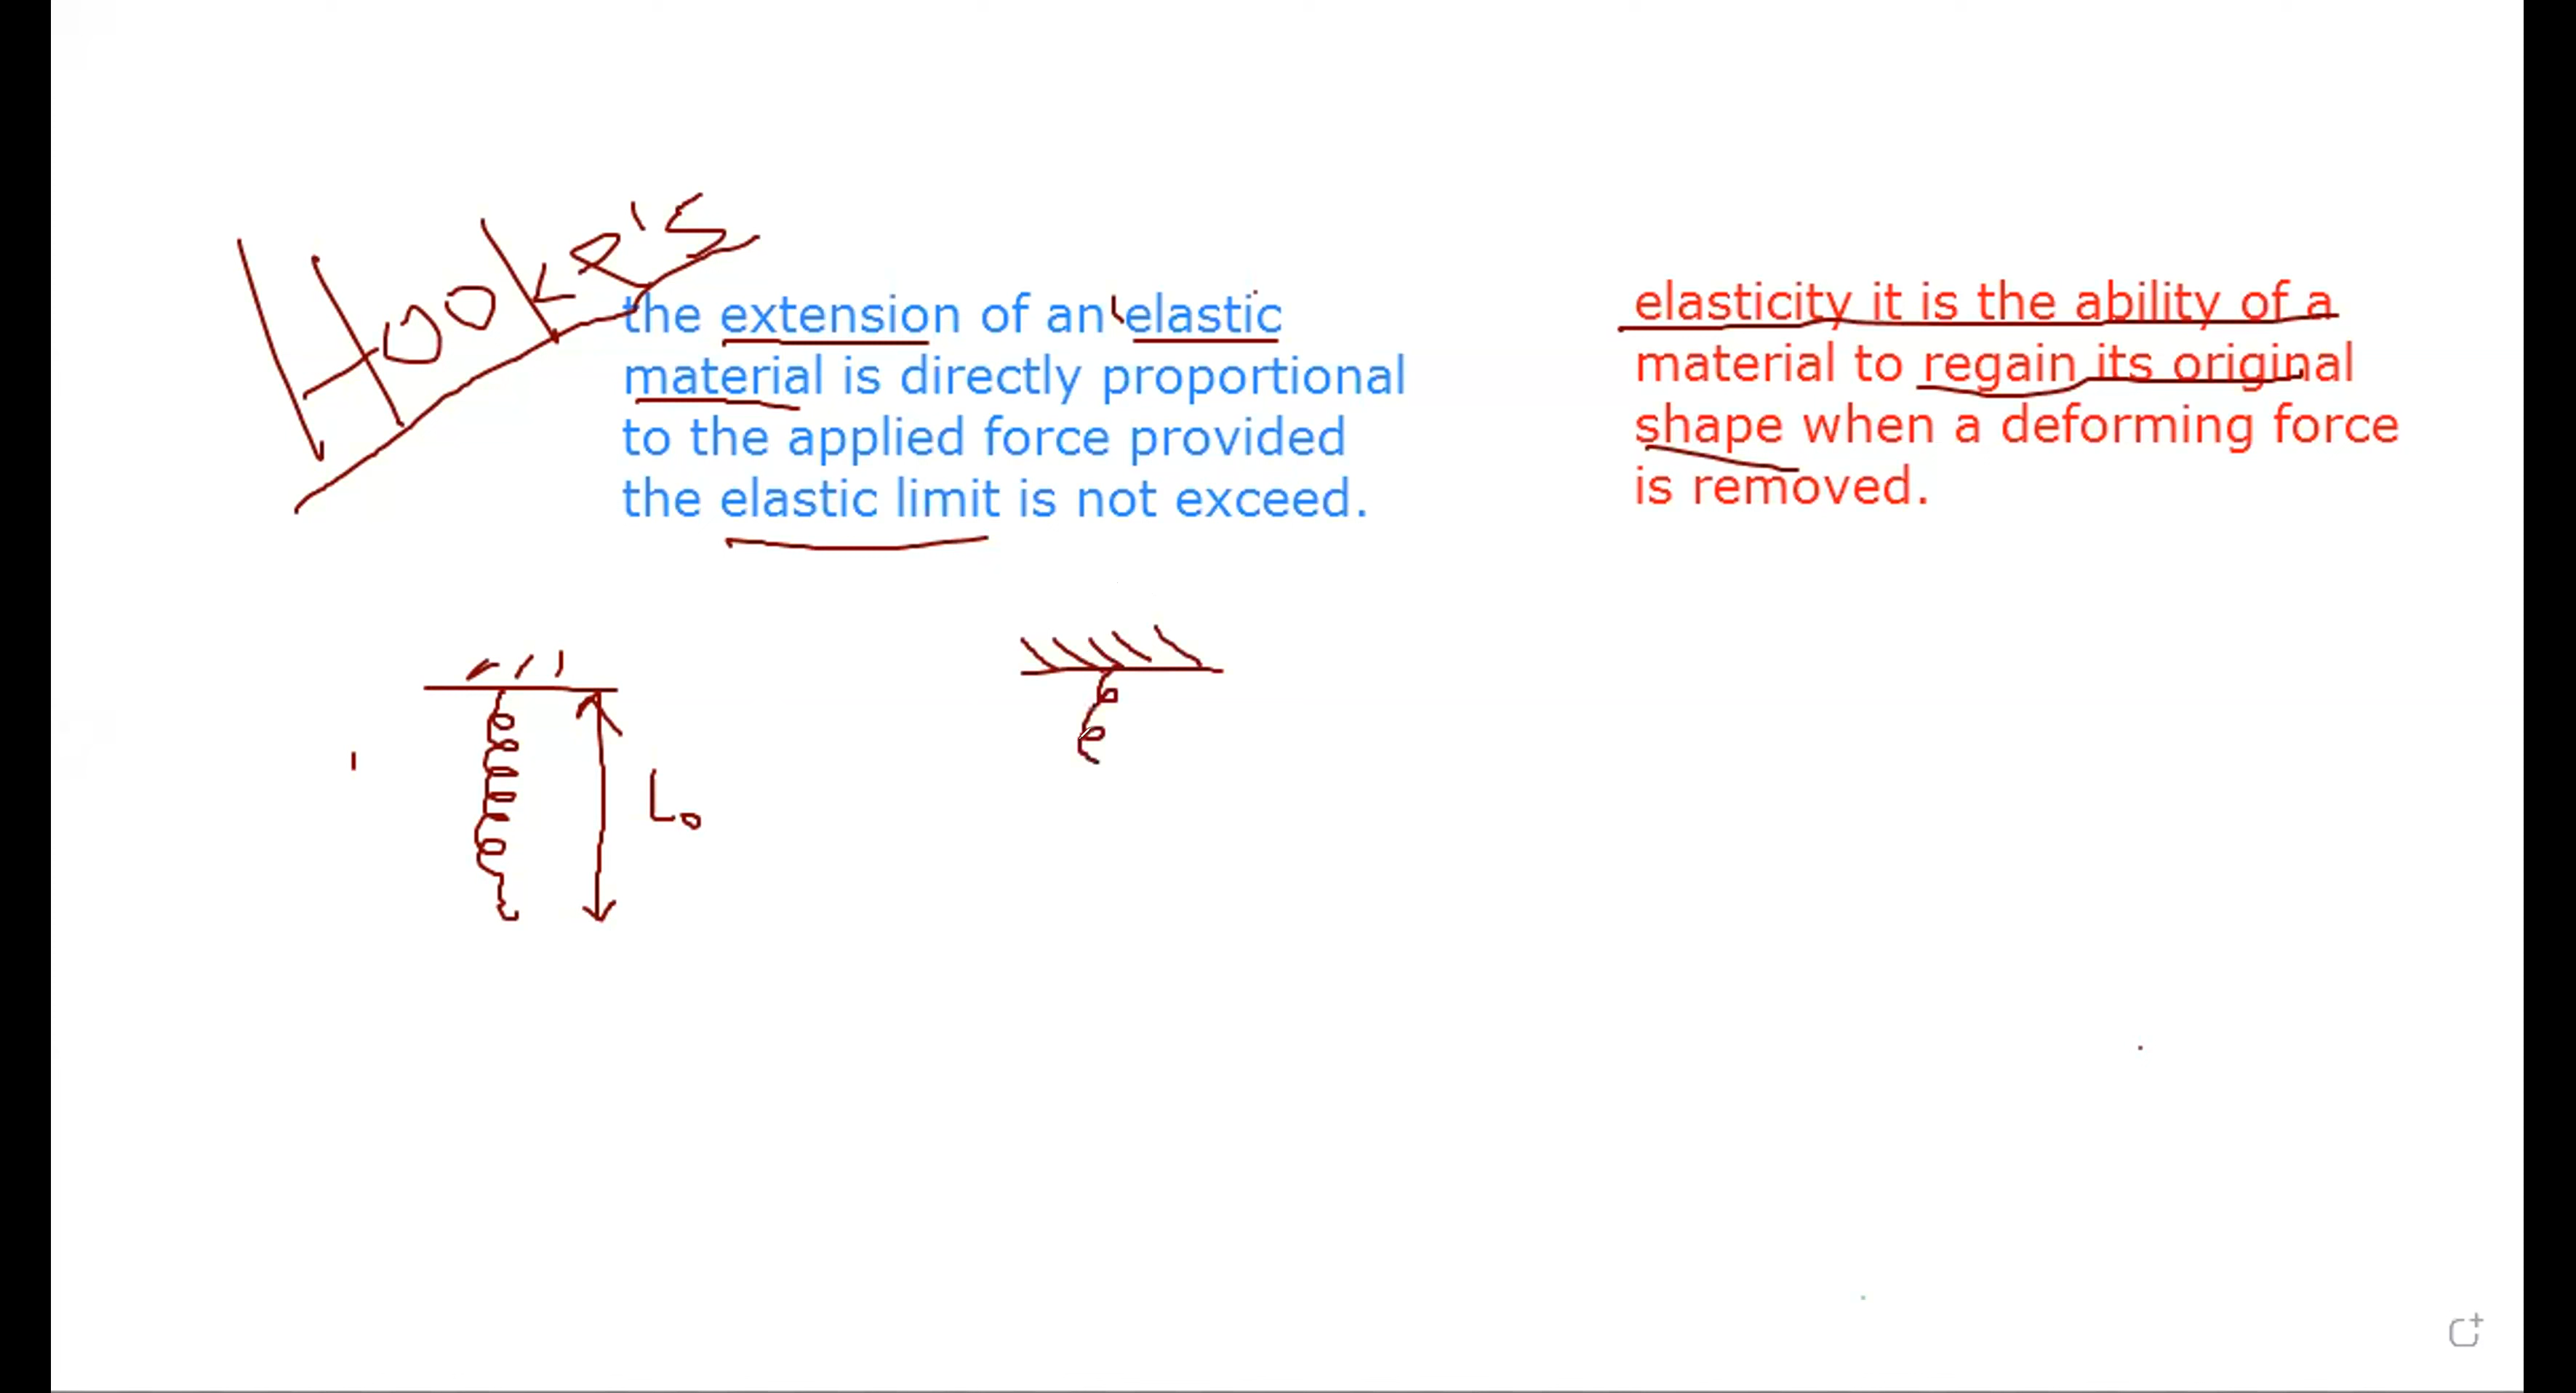 Hooke's
the extension of an elastic
material is directly proportional
to the applied force provided
the elastic limit is not exceed.
elasticity it is the ability of a
material to regain its original
shape when a deforming force
is removed.
L₀